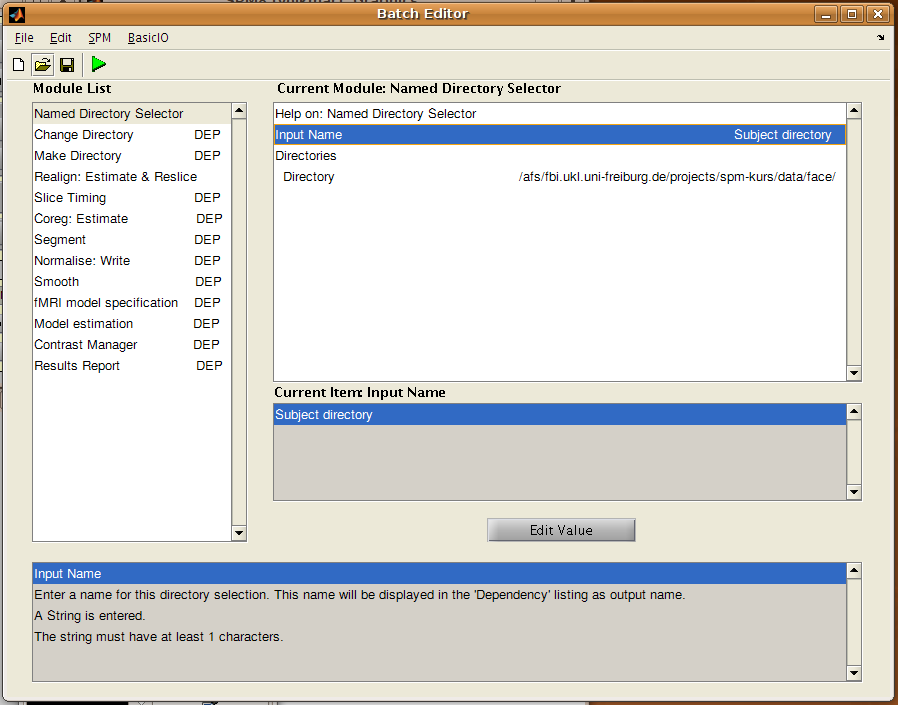 Batch Editor
File Edit SPM BasicIO
Module List
Named Directory Selector
Change Directory DEP
Make Directory DEP
Realign: Estimate & Reslice
Slice Timing DEP
Coreg: Estimate DEP
Segment DEP
Normalise: Write DEP
Smooth DEP
fMRI model specification DEP
Model estimation DEP
Contrast Manager DEP
Results Report DEP
Current Module: Named Directory Selector
Help on: Named Directory Selector
Input Name Subject directory
Directories
Directory /afs/fbi.ukl.uni-freiburg.de/projects/spm-kurs/data/face/
Current Item: Input Name
Subject directory
Edit Value
Input Name
Enter a name for this directory selection. This name will be displayed in the 'Dependency' listing as output name.
A String is entered.
The string must have at least 1 characters.